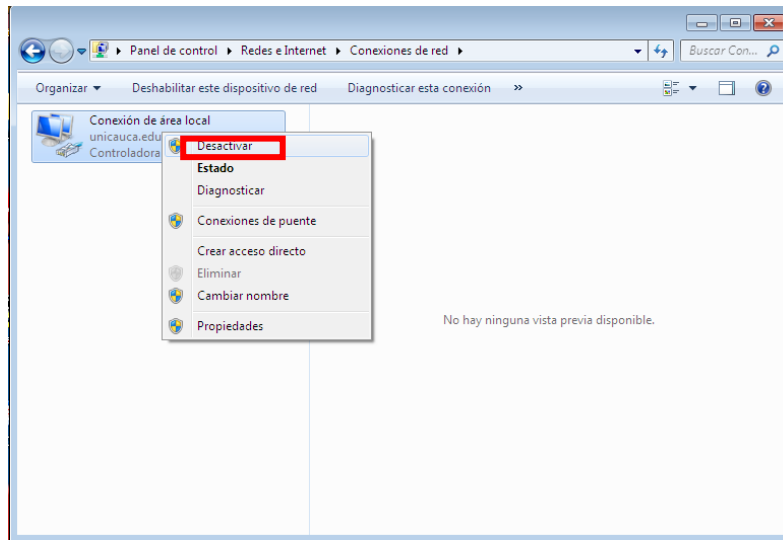 Panel de control Redes e Internet Conexiones de red
Buscar Con...
Organizar Deshabilitar este dispositivo de red Diagnosticar esta conexión »
Conexión de área local
unicauca.edu
Controladora
Desactivar
Estado
Diagnosticar
Conexiones de puente
Crear acceso directo
Eliminar
Cambiar nombre
Propiedades
No hay ninguna vista previa disponible.